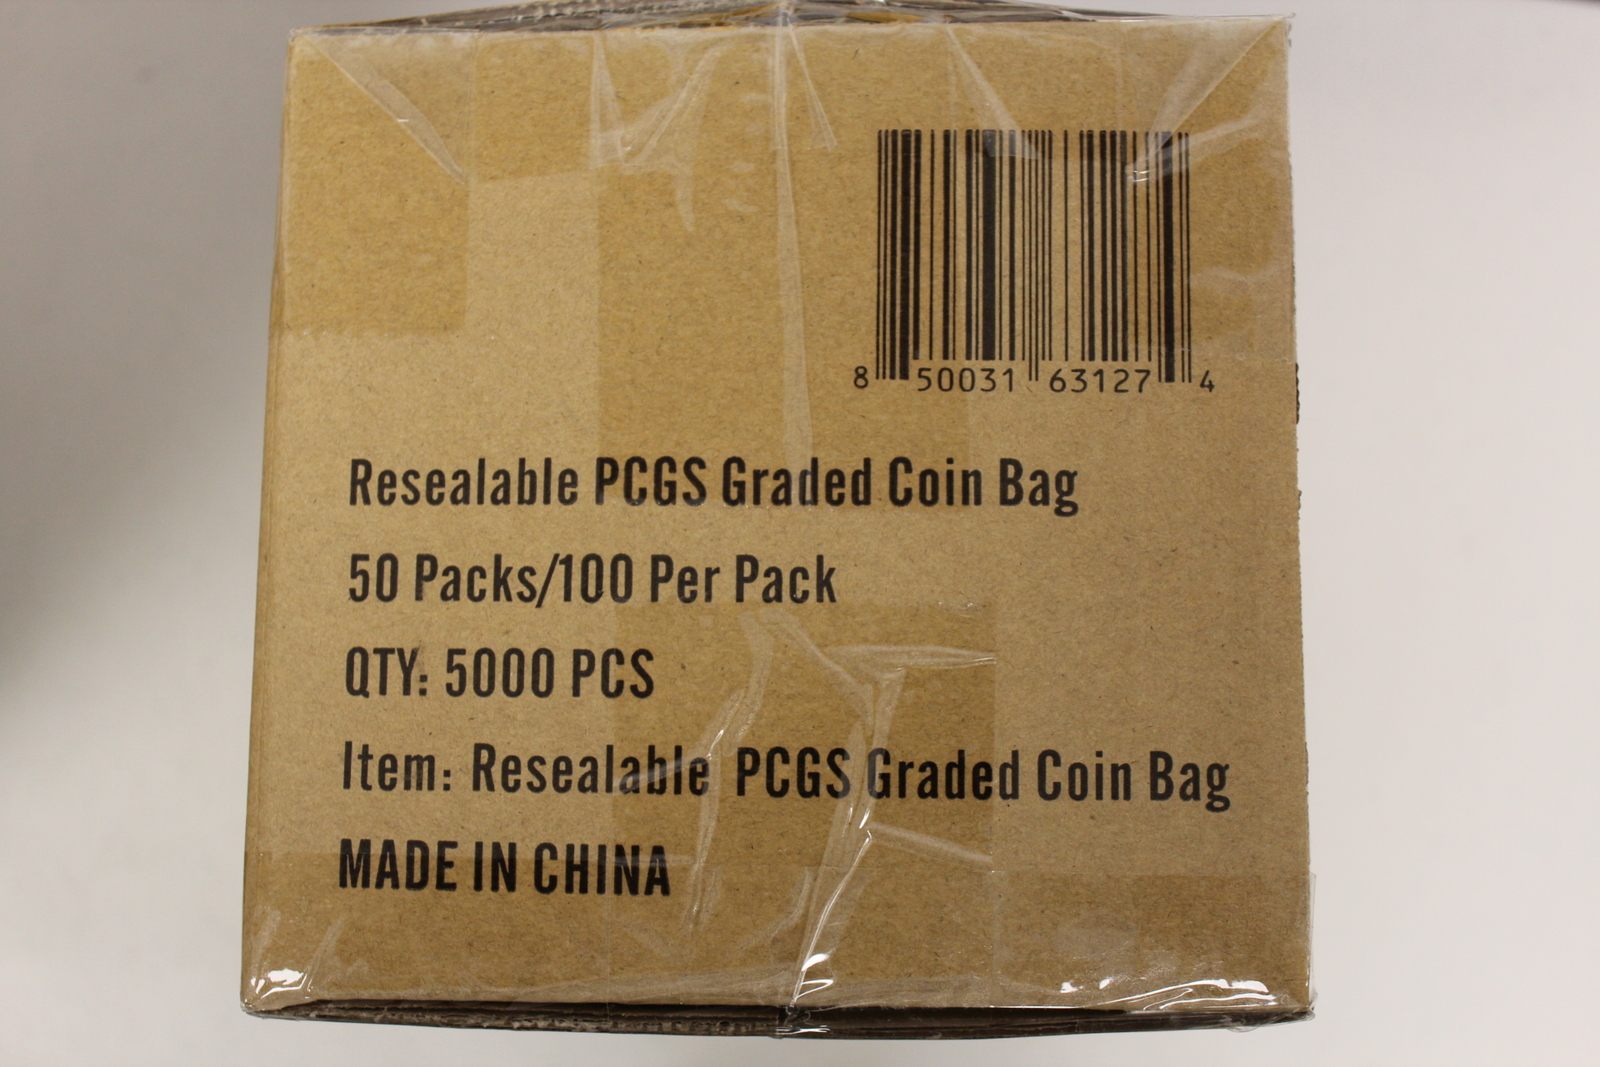 8 50031 63127 4
Resealable PCGS Graded Coin Bag
50 Packs/100 Per Pack
QTY: 5000 PCS
Item: Resealable PCGS Graded Coin Bag
MADE IN CHINA